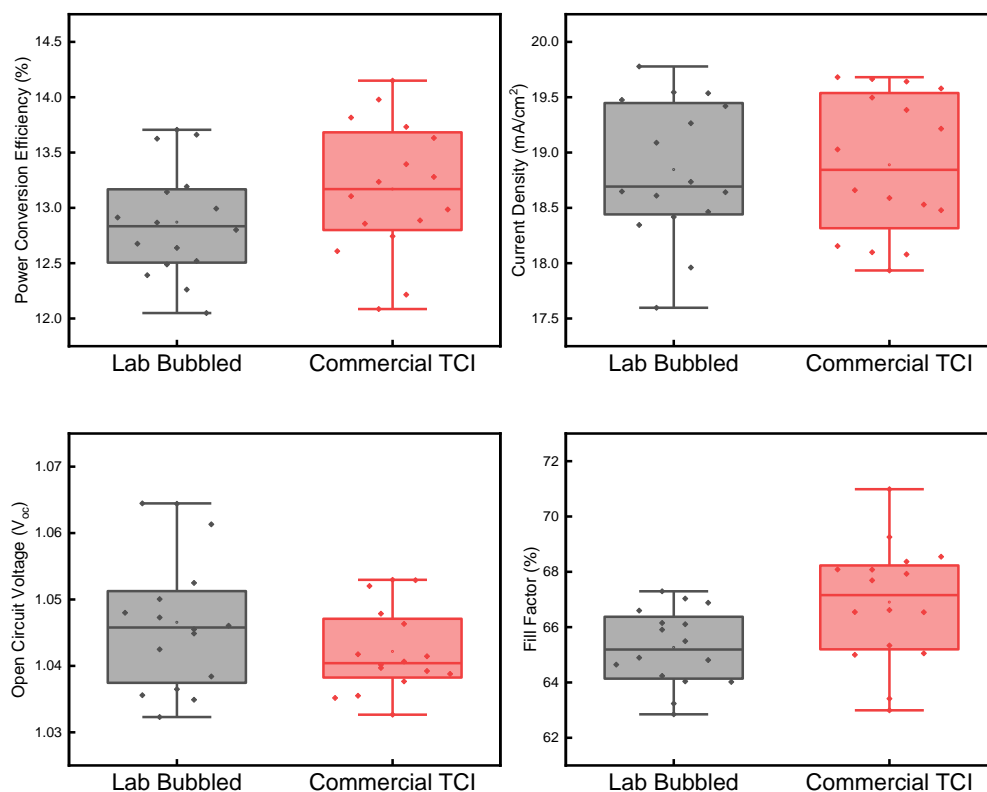 Power Conversion Efficiency (%)
14.5
14.0
13.5
13.0
12.5
12.0
Lab Bubbled
Commercial TCI
Current Density (mA/cm²)
20.0
19.5
19.0
18.5
18.0
17.5
Lab Bubbled
Commercial TCI
Open Circuit Voltage (Voc)
1.07
1.06
1.05
1.04
1.03
Lab Bubbled
Commercial TCI
Fill Factor (%)
72
70
68
66
64
62
Lab Bubbled
Commercial TCI